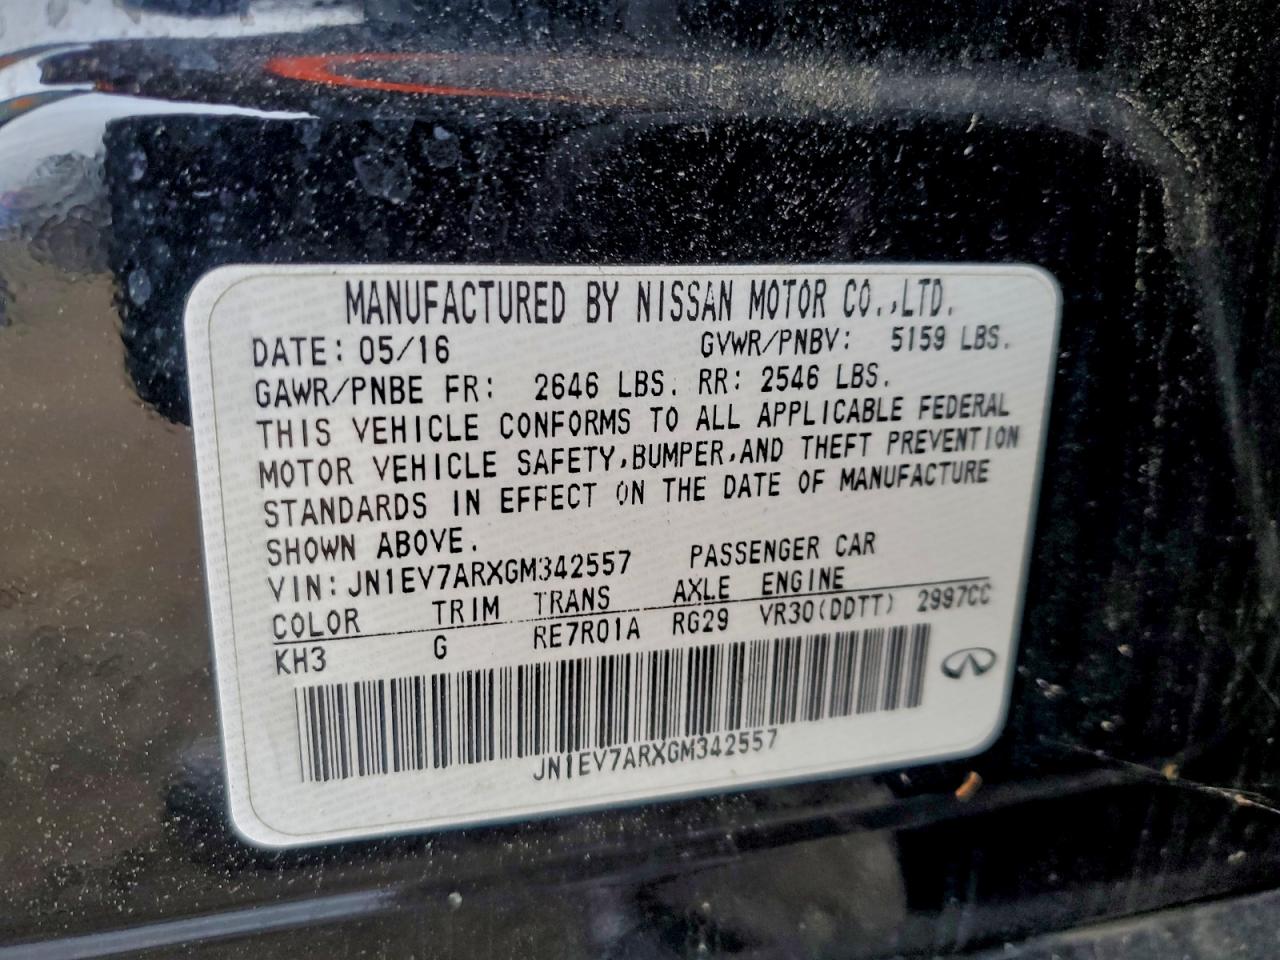 MANUFACTURED BY NISSAN MOTOR CO.,LTD.
DATE: 05/16 GVWR/PNBV: 5159 LBS.
GAWR/PNBE FR: 2646 LBS. RR: 2546 LBS.
THIS VEHICLE CONFORMS TO ALL APPLICABLE FEDERAL
MOTOR VEHICLE SAFETY,BUMPER,AND THEFT PREVENTION
STANDARDS IN EFFECT ON THE DATE OF MANUFACTURE
SHOWN ABOVE.
VIN:JN1EV7ARXGM342557 PASSENGER CAR
COLOR TRIM TRANS AXLE ENGINE
KH3 G RE7R01A RG29 VR30(DDTT) 2997CC
JN1EV7ARXGM342557